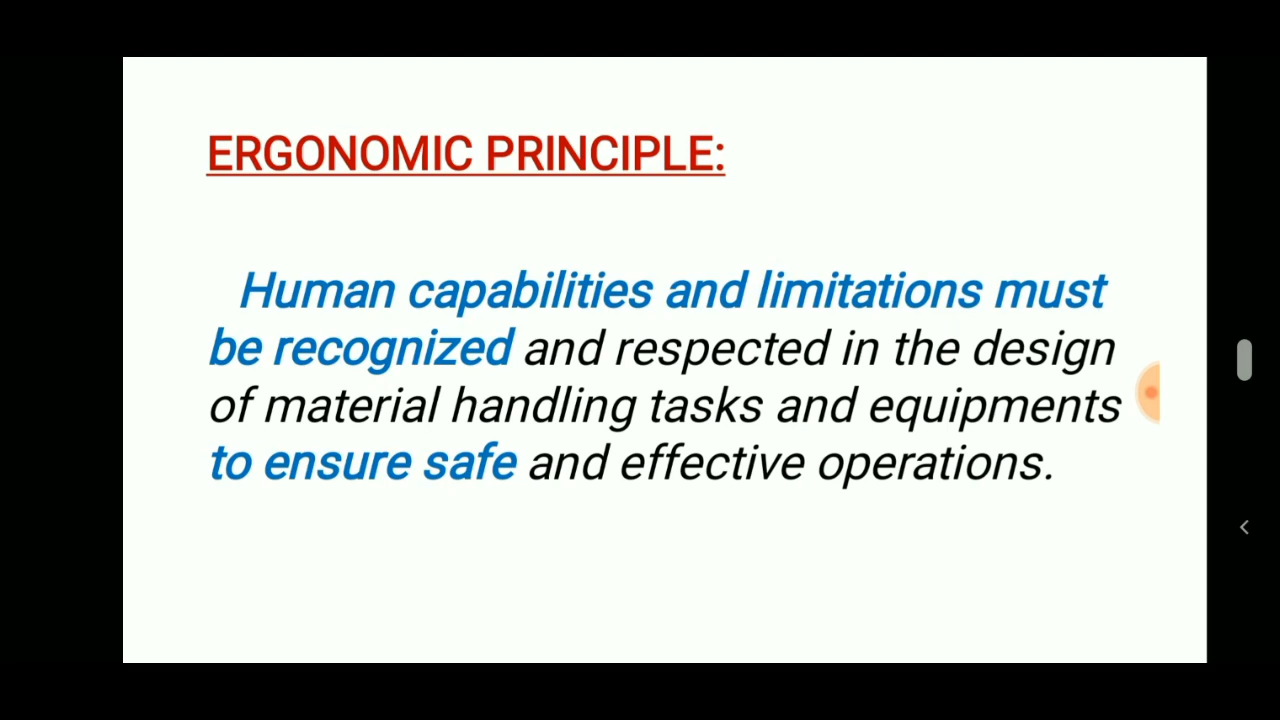 ERGONOMIC PRINCIPLE:
Human capabilities and limitations must
be recognized and respected in the design
of material handling tasks and equipments
to ensure safe and effective operations.